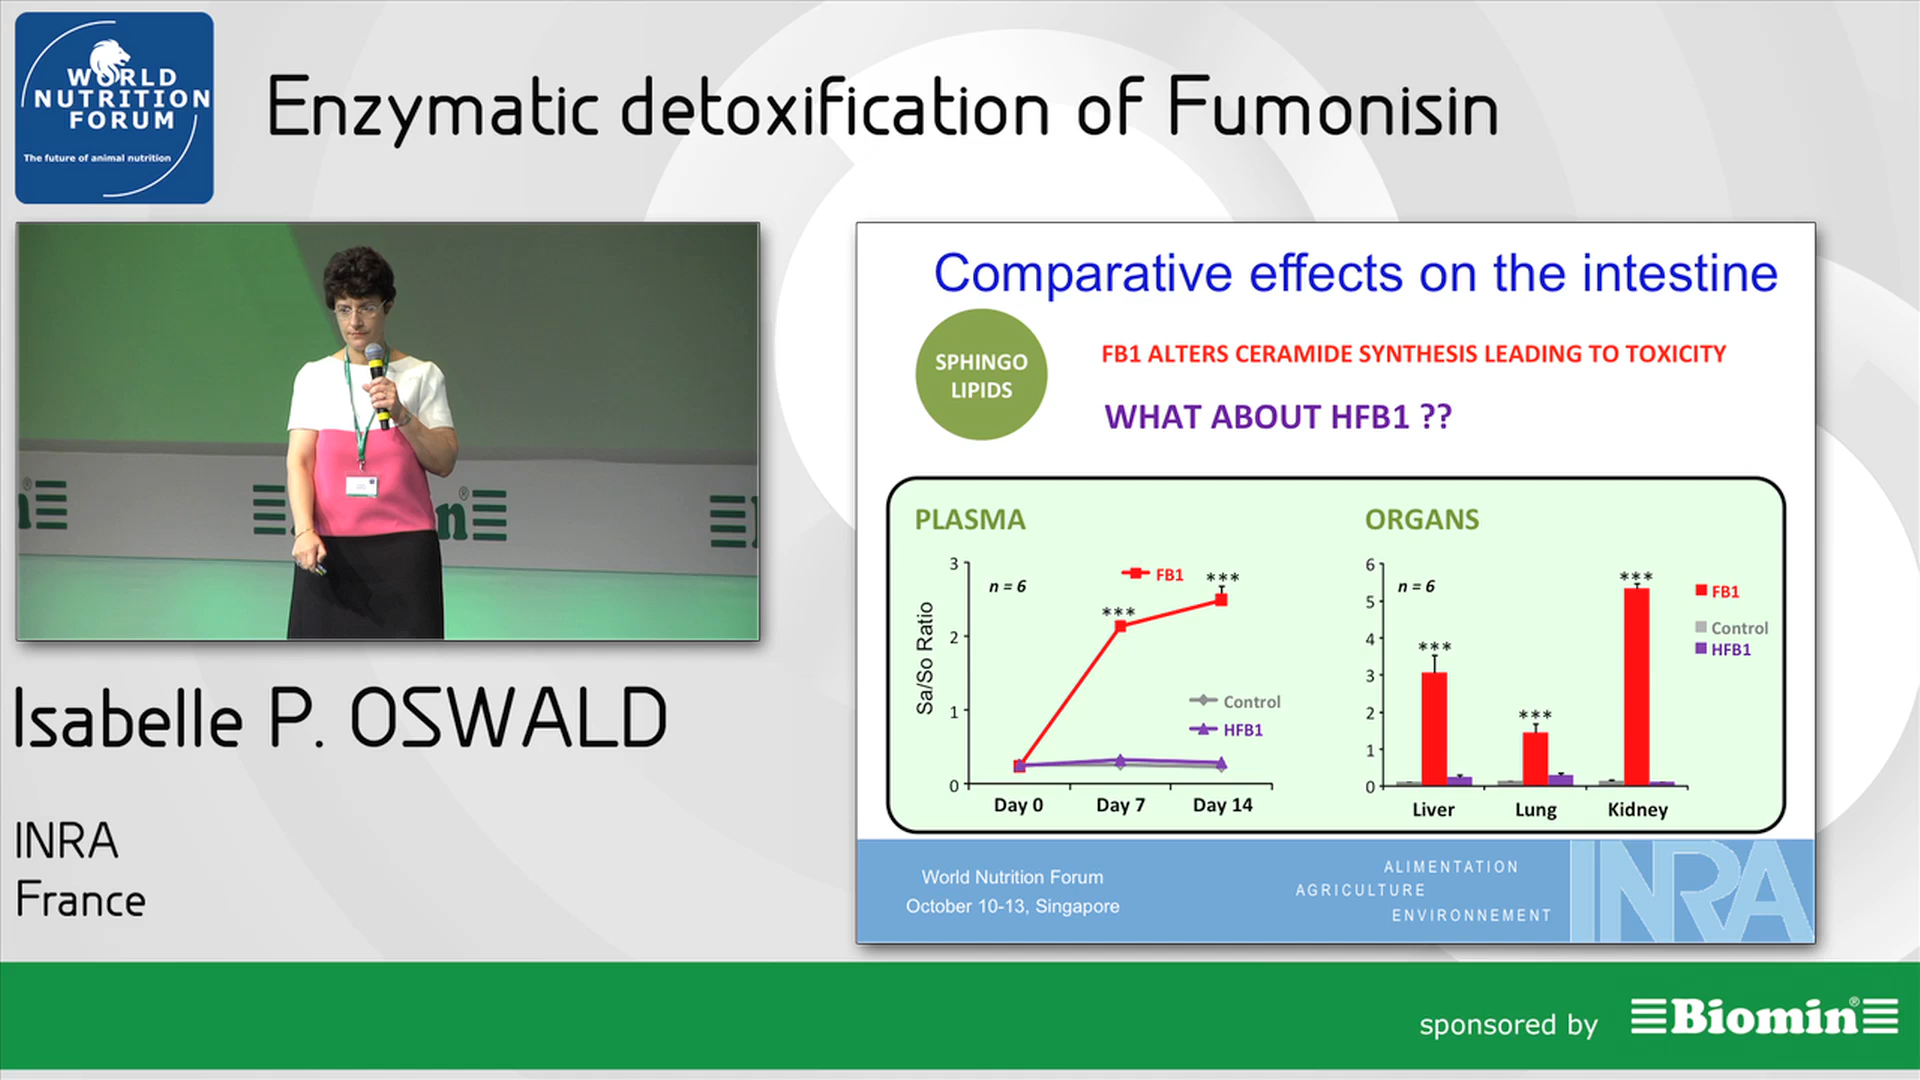 WORLD
NUTRITION
FORUM
The future of animal nutrition
Enzymatic detoxification of Fumonisin
Isabelle P. OSWALD
INRA
France
Comparative effects on the intestine
SPHINGO
LIPIDS
FB1 ALTERS CERAMIDE SYNTHESIS LEADING TO TOXICITY
WHAT ABOUT HFB1 ??
PLASMA
Sa/So Ratio
3
2
1
0
n = 6
FB1
***
***
Control
HFB1
Day 0 Day 7 Day 14
ORGANS
6
5
4
3
2
1
0
n = 6
***
***
***
FB1
Control
HFB1
Liver Lung Kidney
World Nutrition Forum
October 10-13, Singapore
ALIMENTATION
AGRICULTURE
ENVIRONNEMENT
INRA
sponsored by Biomin®